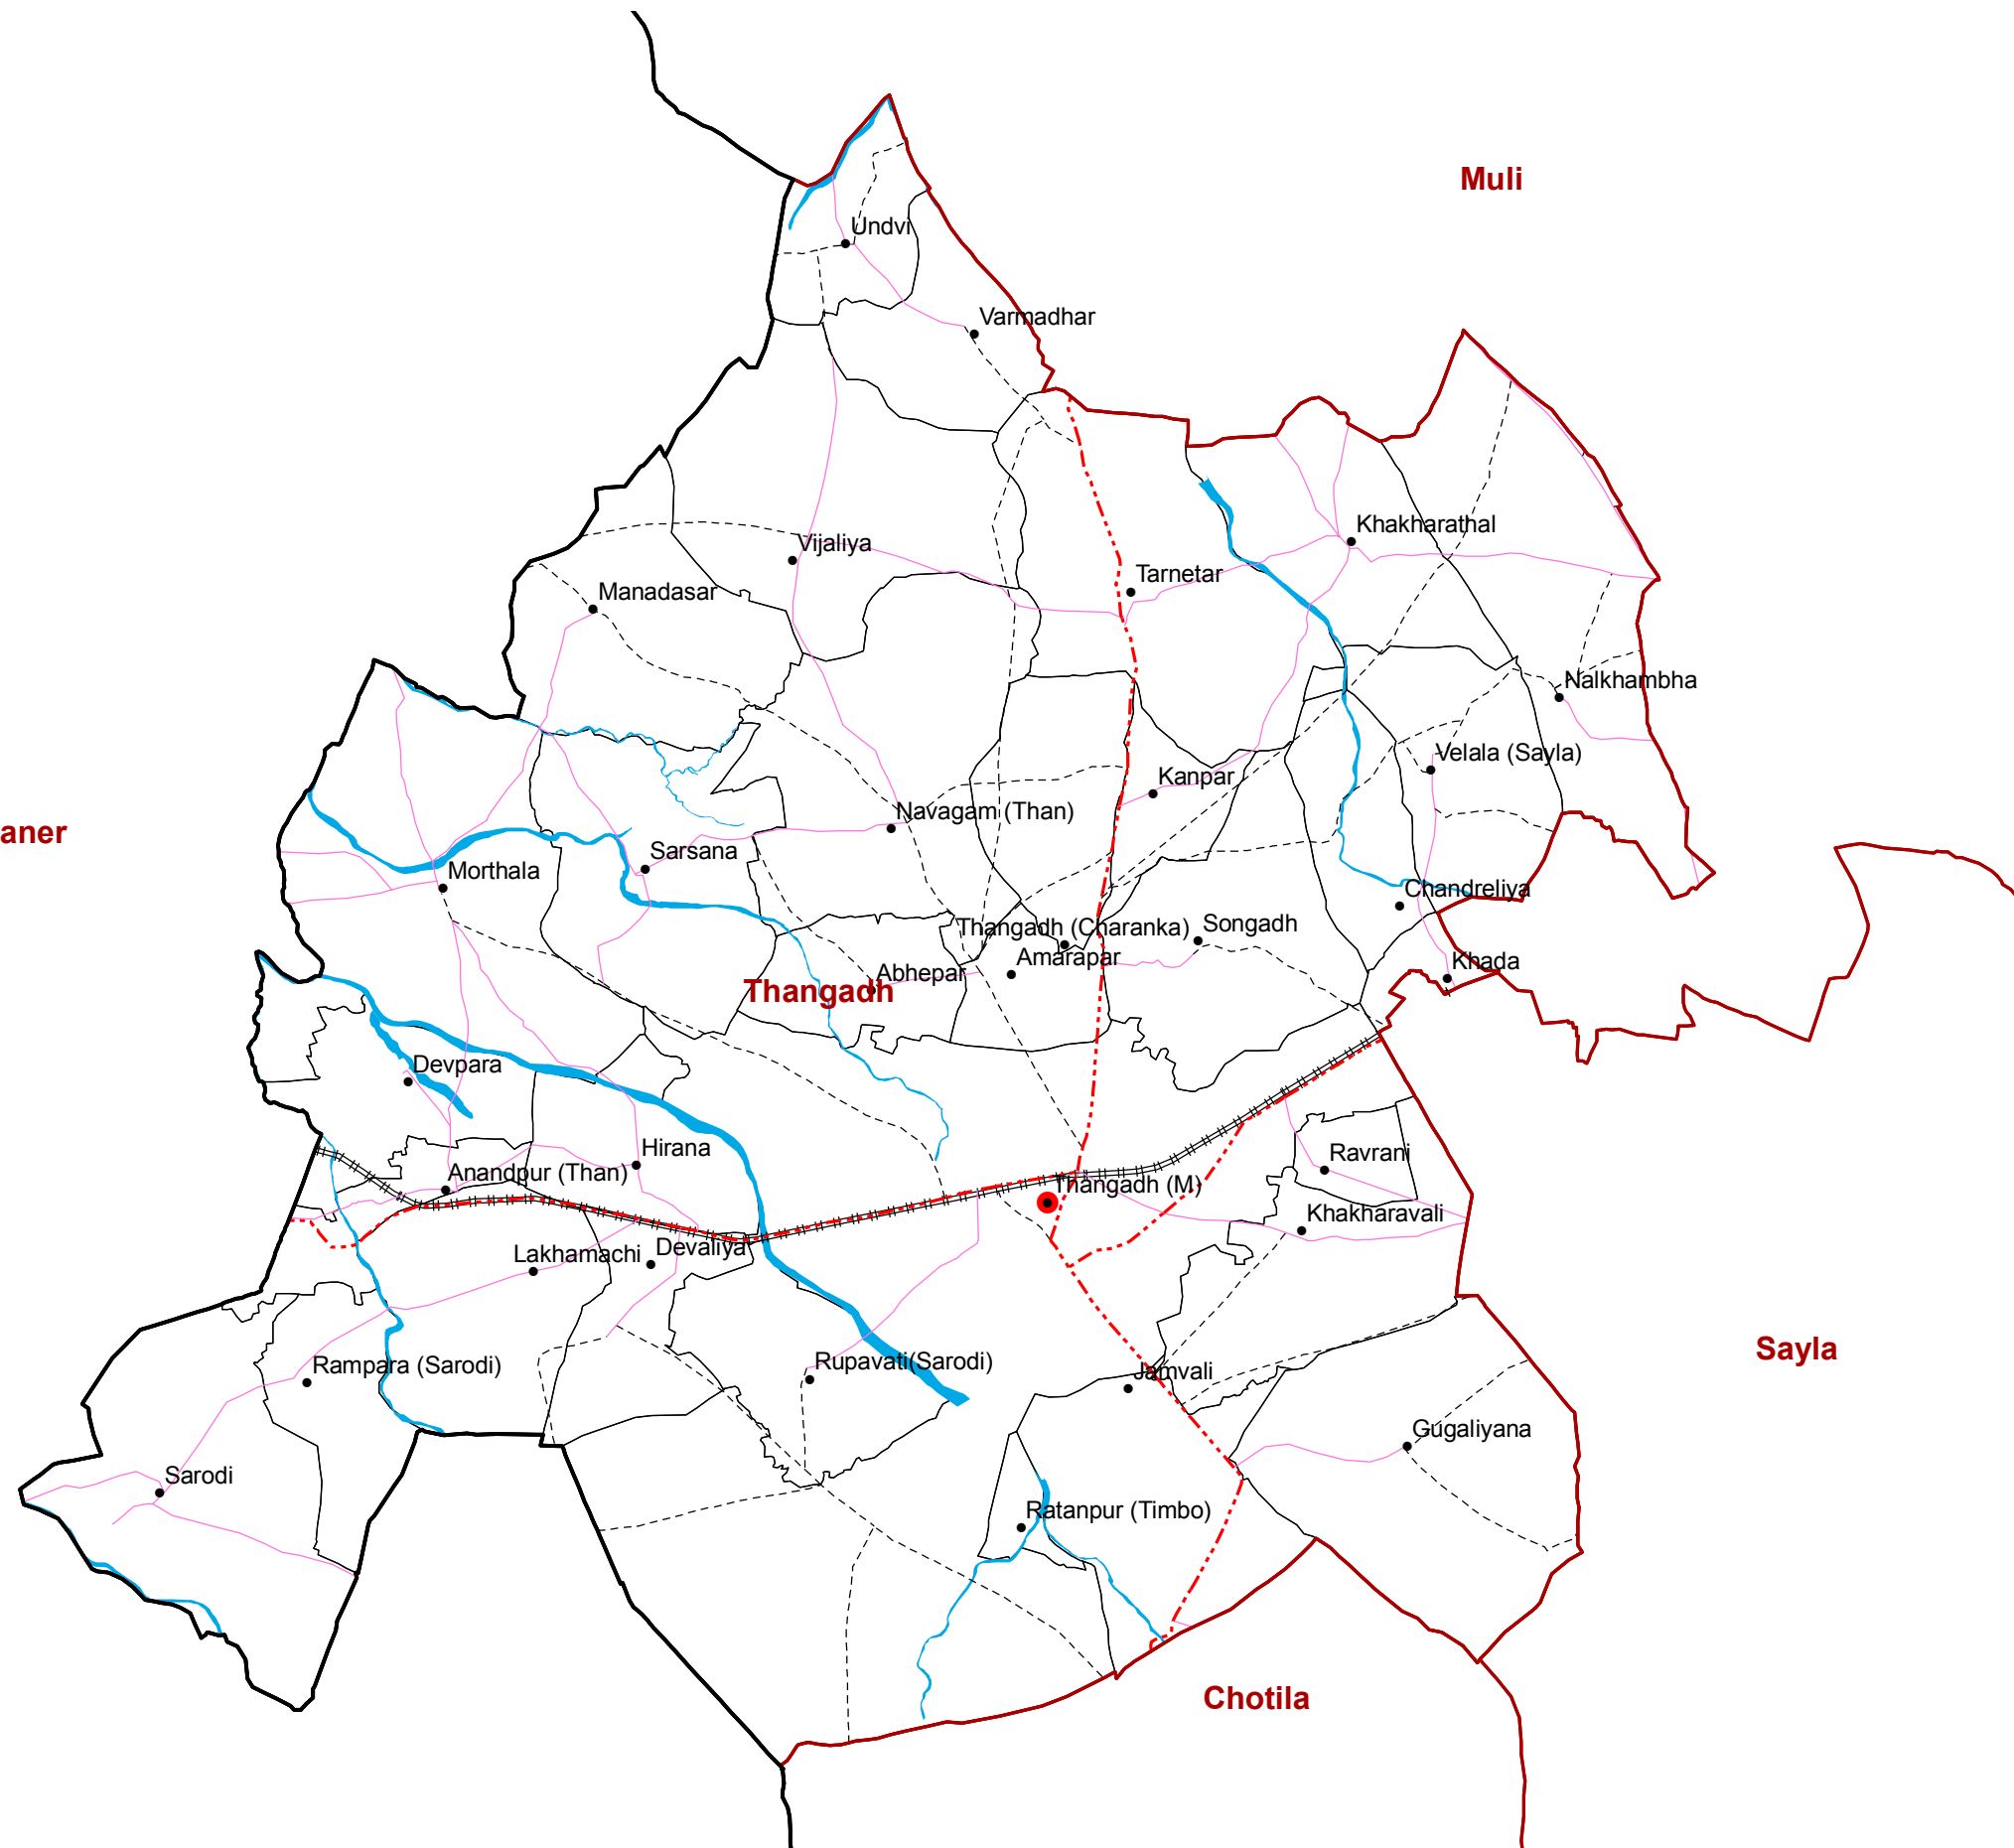 Muli
Undvi
Varmadhar
Khakharathal
Vijaliya
Tarnetar
Manadasar
Nalkhambha
Velala (Sayla)
Kanpar
Navagam (Than)
aner
Sarsana
Morthala
Chandreliya
Thangadh (Charanka)
Songadh
Amarapar
Khada
Abhepar
Thangadh
Devpara
Hirana
Ravrani
Anandpur (Than)
Thangadh (M)
Khakharavali
Lakhamachi
Devaliya
Sayla
Rampara (Sarodi)
Rupavati(Sarodi)
Jamvali
Gugaliyana
Sarodi
Ratanpur (Timbo)
Chotila